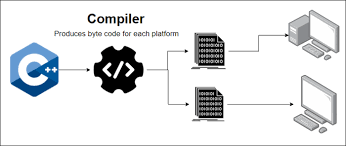 Compiler
Produces byte code for each platform
C++